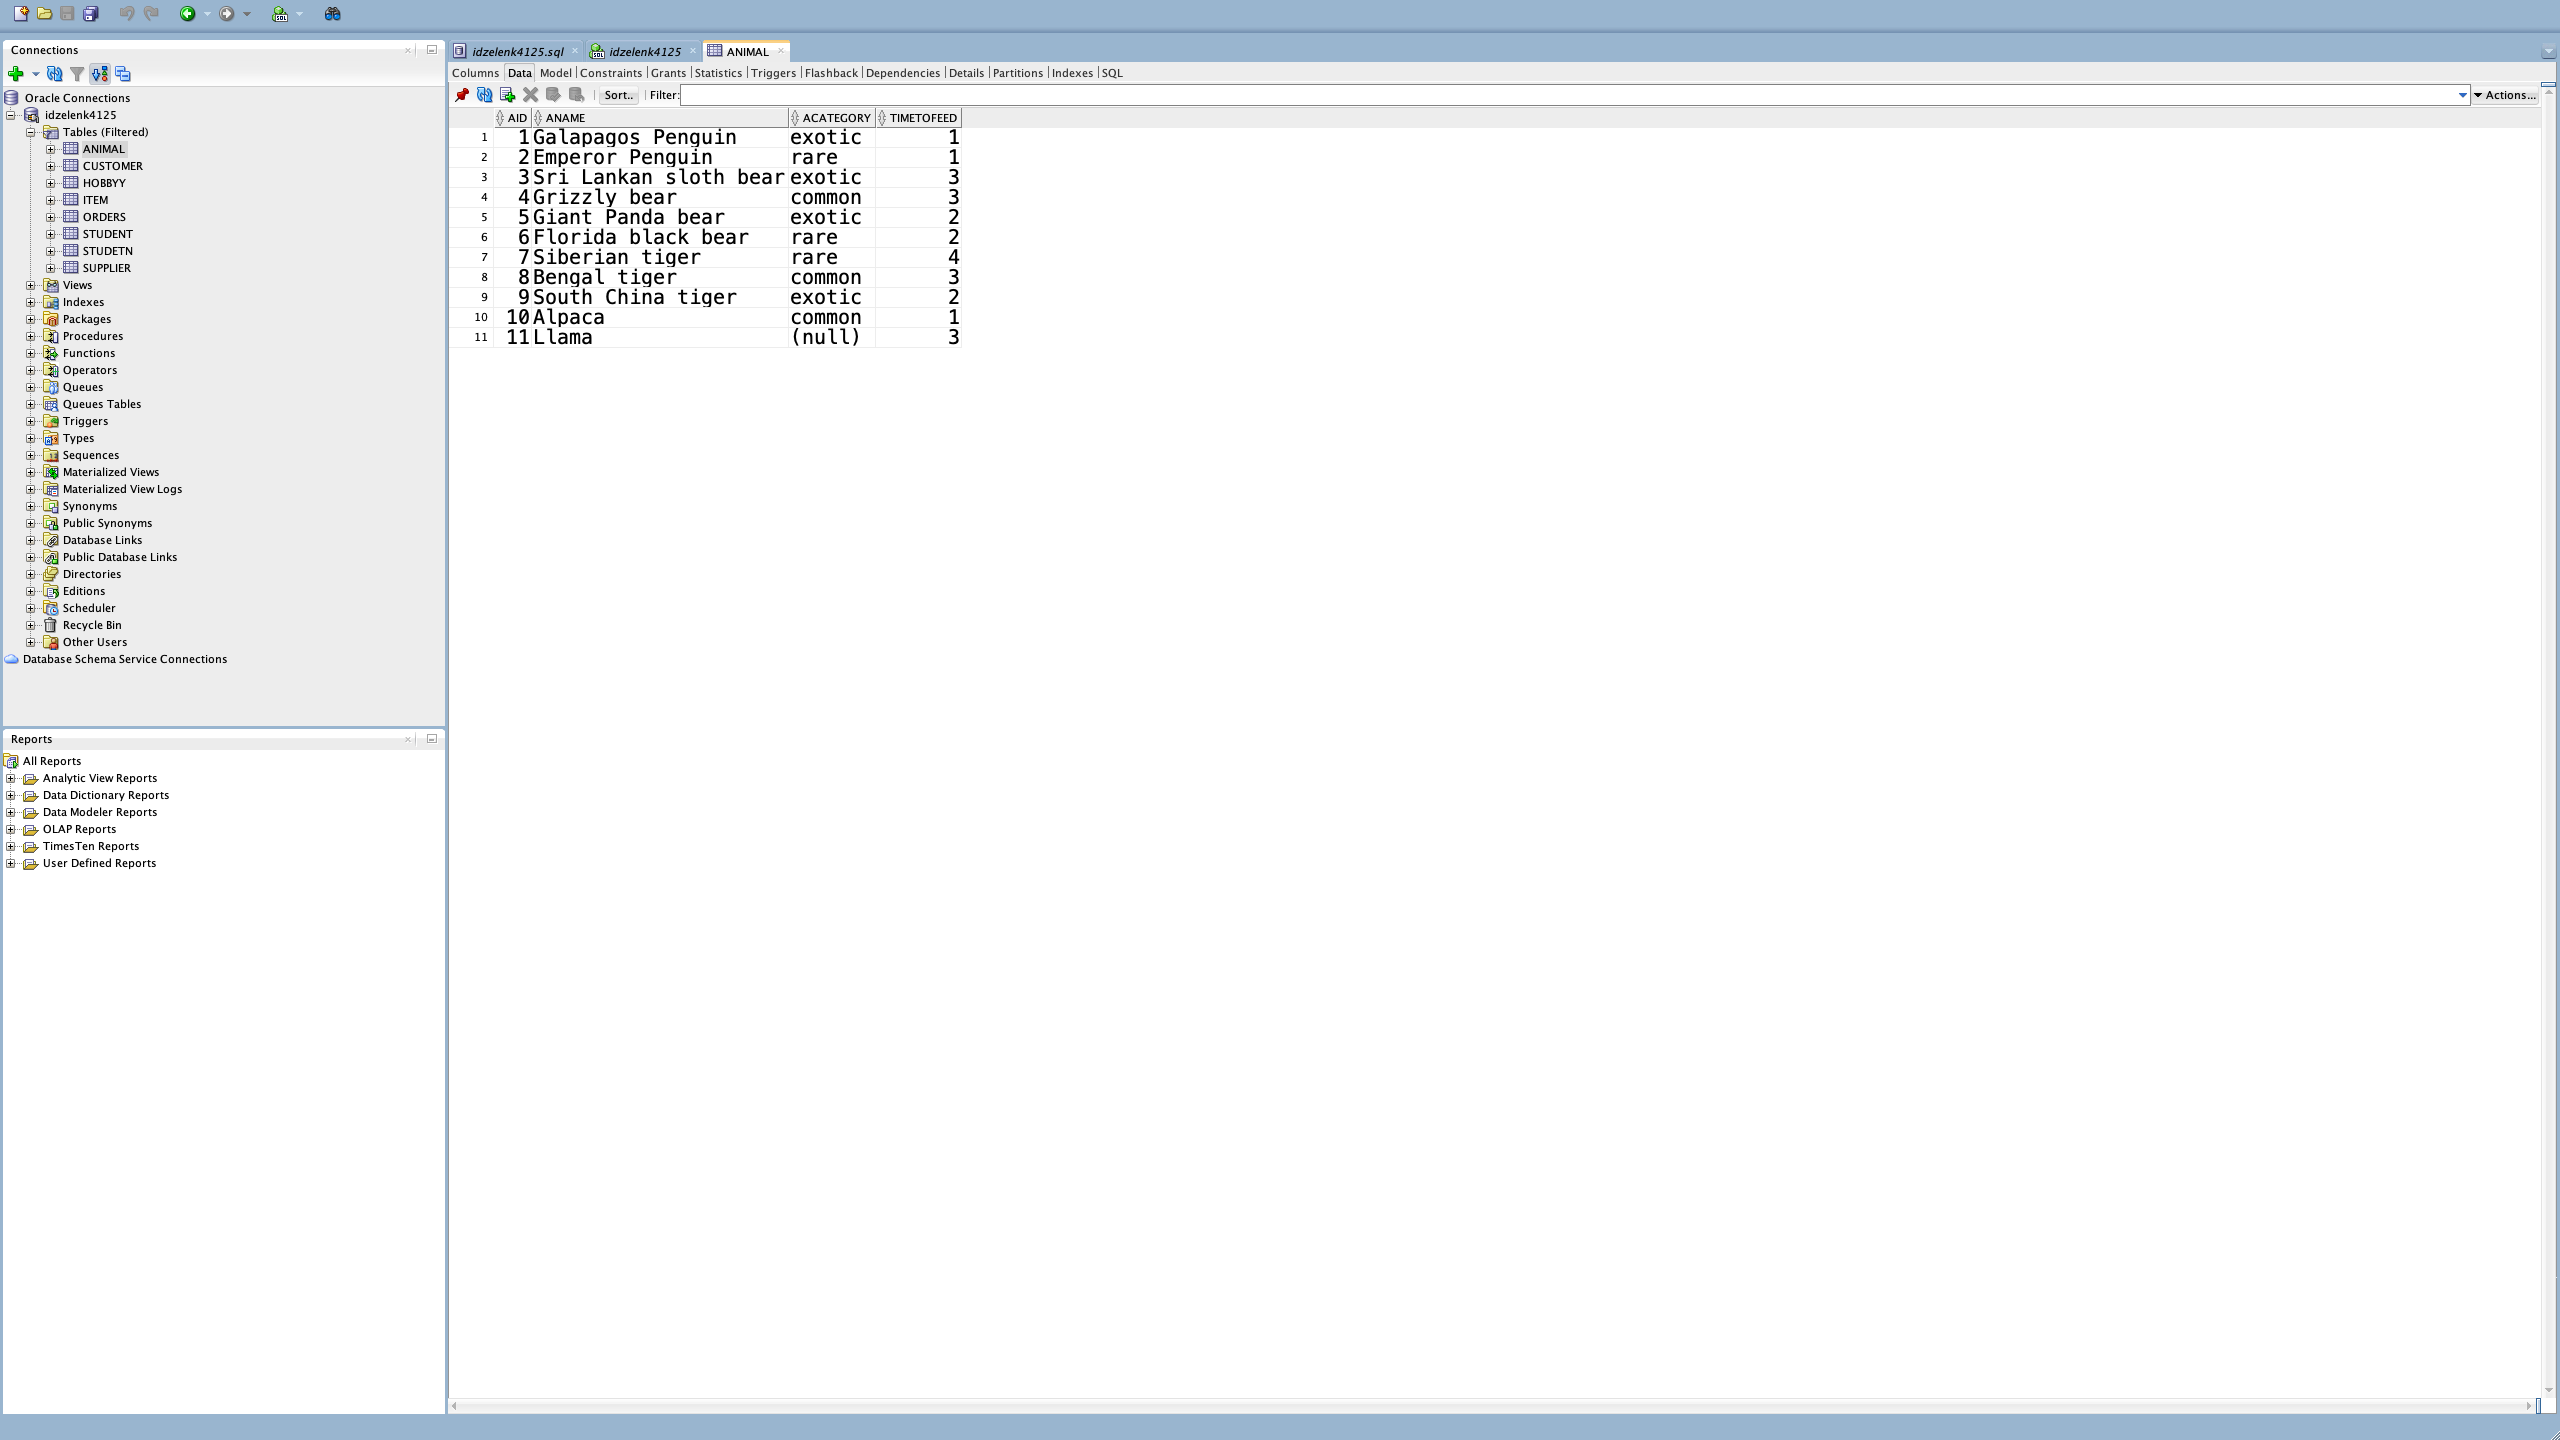 Connections
Oracle Connections
idzelenk4125
Tables (Filtered)
ANIMAL
CUSTOMER
HOBBYY
ITEM
ORDERS
STUDENT
STUDETN
SUPPLIER
Views
Indexes
Packages
Procedures
Functions
Operators
Queues
Queues Tables
Triggers
Types
Sequences
Materialized Views
Materialized View Logs
Synonyms
Public Synonyms
Database Links
Public Database Links
Directories
Editions
Scheduler
Recycle Bin
Other Users
Database Schema Service Connections
Reports
All Reports
Analytic View Reports
Data Dictionary Reports
Data Modeler Reports
OLAP Reports
TimesTen Reports
User Defined Reports
idzelenk4125.sql idzelenk4125 ANIMAL
Columns Data Model Constraints Grants Statistics Triggers Flashback Dependencies Details Partitions Indexes SQL
Sort.. Filter: Actions...
AID ANAME ACATEGORY TIMETOFEED
1 1 Galapagos Penguin exotic 1
2 2 Emperor Penguin rare 1
3 3 Sri Lankan sloth bear exotic 3
4 4 Grizzly bear common 3
5 5 Giant Panda bear exotic 2
6 6 Florida black bear rare 2
7 7 Siberian tiger rare 4
8 8 Bengal tiger common 3
9 9 South China tiger exotic 2
10 10 Alpaca common 1
11 11 Llama (null) 3